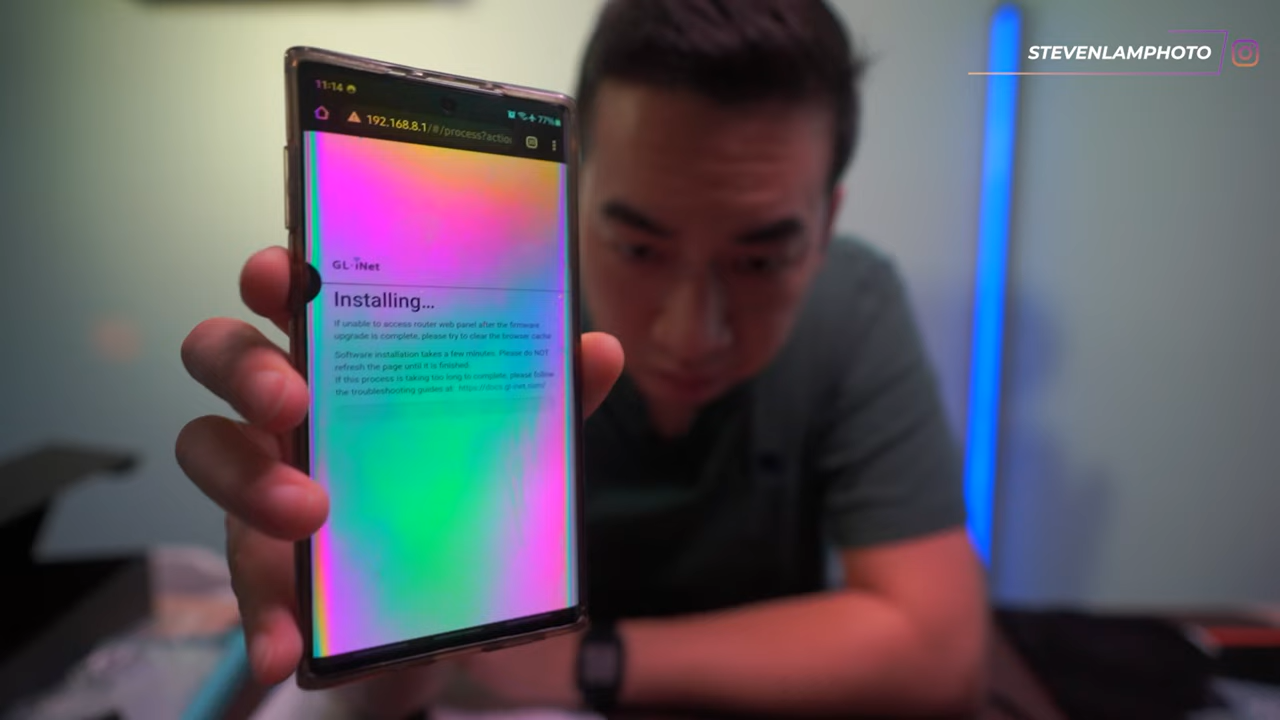 STEVENLAMPHOTO
11:14
77%
192.168.8.1/#/process?actio
GL·iNet
Installing...
If unable to access router web panel after the firmware
upgrade is complete, please try to clear the browser cache
Software installation takes a few minutes. Please do NOT
refresh the page until it is finished.
If this process is taking too long to complete, please follow
the troubleshooting guides at: https://docs.gl-inet.com/